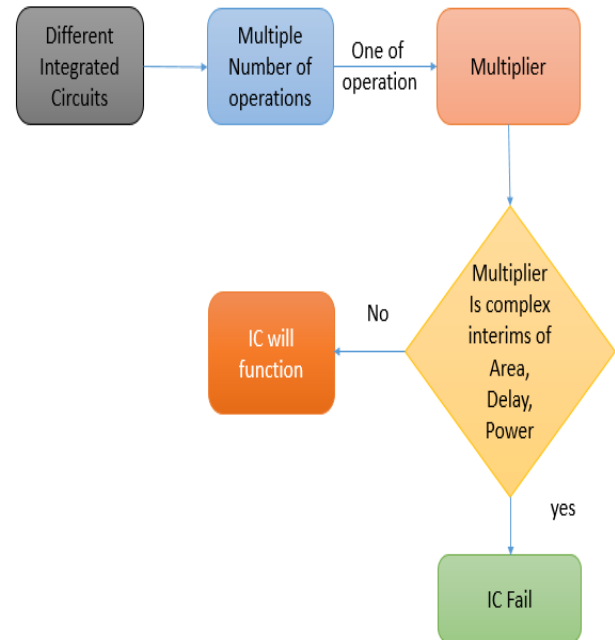 Different
Integrated
Circuits
Multiple
Number of
operations
One of
operation
Multiplier
Multiplier
Is complex
interims of
Area,
Delay,
Power
No
IC will
function
yes
IC Fail